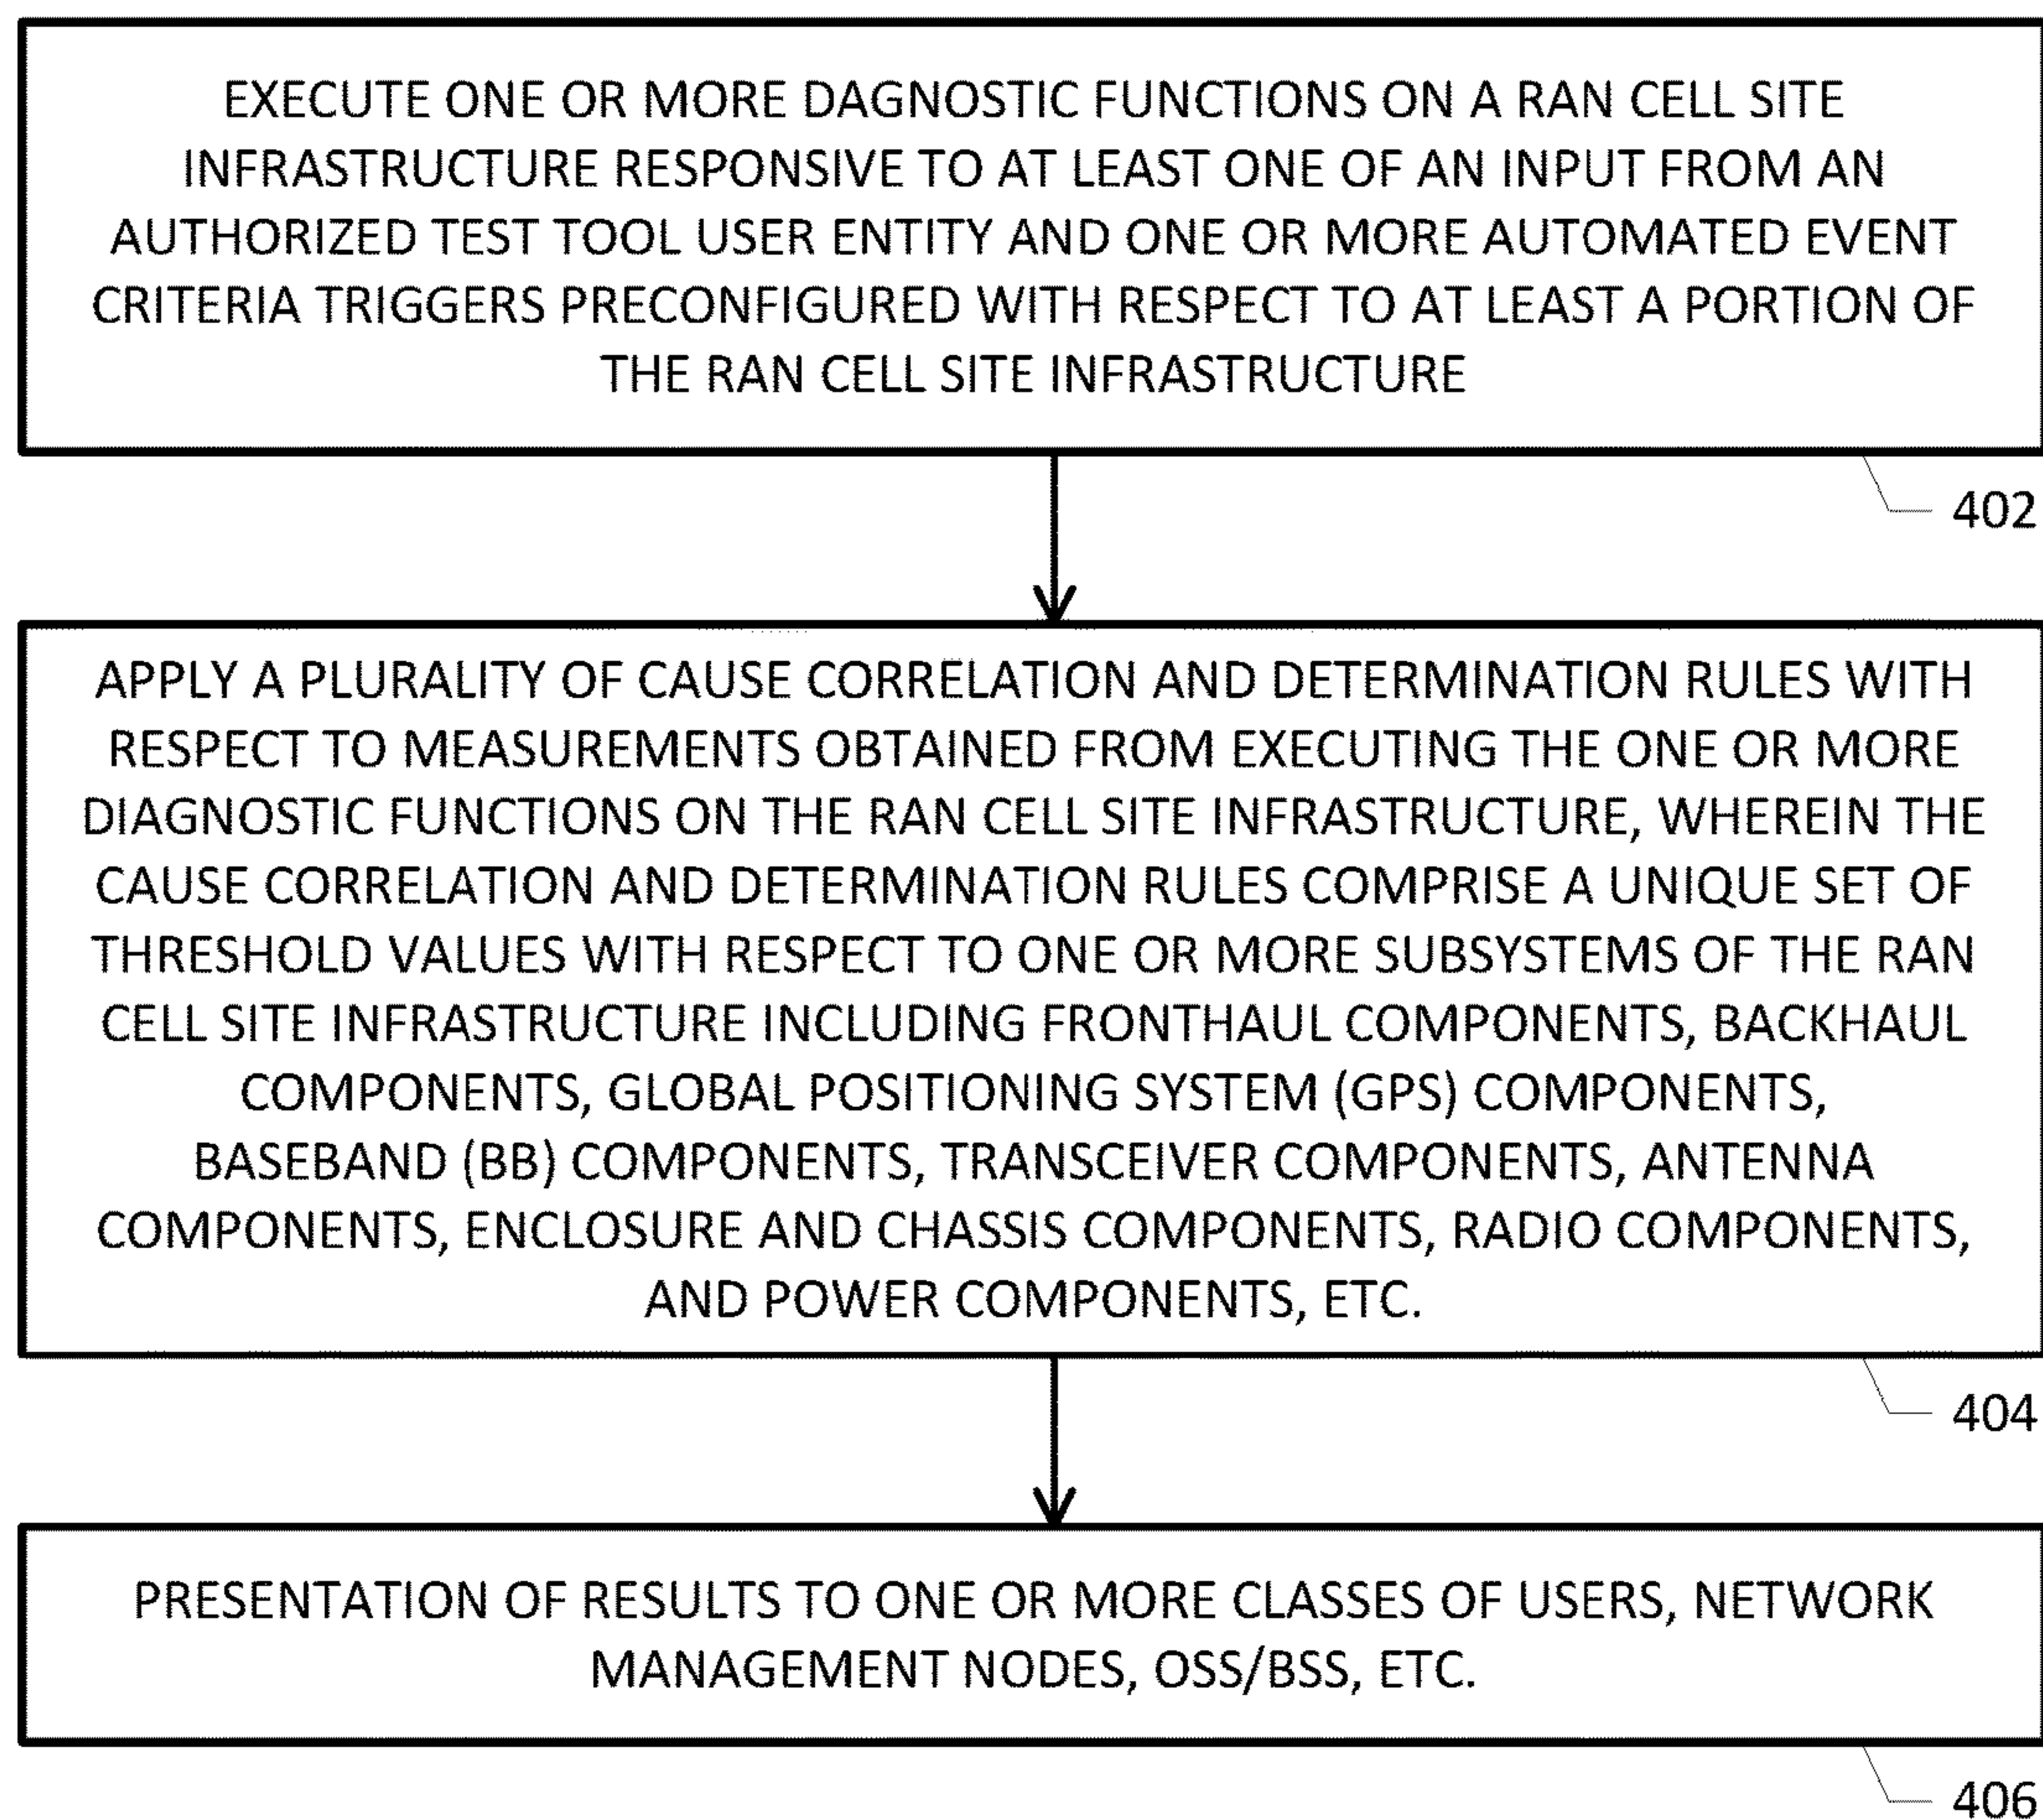 EXECUTE ONE OR MORE DAGNOSTIC FUNCTIONS ON A RAN CELL SITE
INFRASTRUCTURE RESPONSIVE TO AT LEAST ONE OF AN INPUT FROM AN
AUTHORIZED TEST TOOL USER ENTITY AND ONE OR MORE AUTOMATED EVENT
CRITERIA TRIGGERS PRECONFIGURED WITH RESPECT TO AT LEAST A PORTION OF
THE RAN CELL SITE INFRASTRUCTURE
402
APPLY A PLURALITY OF CAUSE CORRELATION AND DETERMINATION RULES WITH
RESPECT TO MEASUREMENTS OBTAINED FROM EXECUTING THE ONE OR MORE
DIAGNOSTIC FUNCTIONS ON THE RAN CELL SITE INFRASTRUCTURE, WHEREIN THE
CAUSE CORRELATION AND DETERMINATION RULES COMPRISE A UNIQUE SET OF
THRESHOLD VALUES WITH RESPECT TO ONE OR MORE SUBSYSTEMS OF THE RAN
CELL SITE INFRASTRUCTURE INCLUDING FRONTHAUL COMPONENTS, BACKHAUL
COMPONENTS, GLOBAL POSITIONING SYSTEM (GPS) COMPONENTS,
BASEBAND (BB) COMPONENTS, TRANSCEIVER COMPONENTS, ANTENNA
COMPONENTS, ENCLOSURE AND CHASSIS COMPONENTS, RADIO COMPONENTS,
AND POWER COMPONENTS, ETC.
404
PRESENTATION OF RESULTS TO ONE OR MORE CLASSES OF USERS, NETWORK
MANAGEMENT NODES, OSS/BSS, ETC.
406